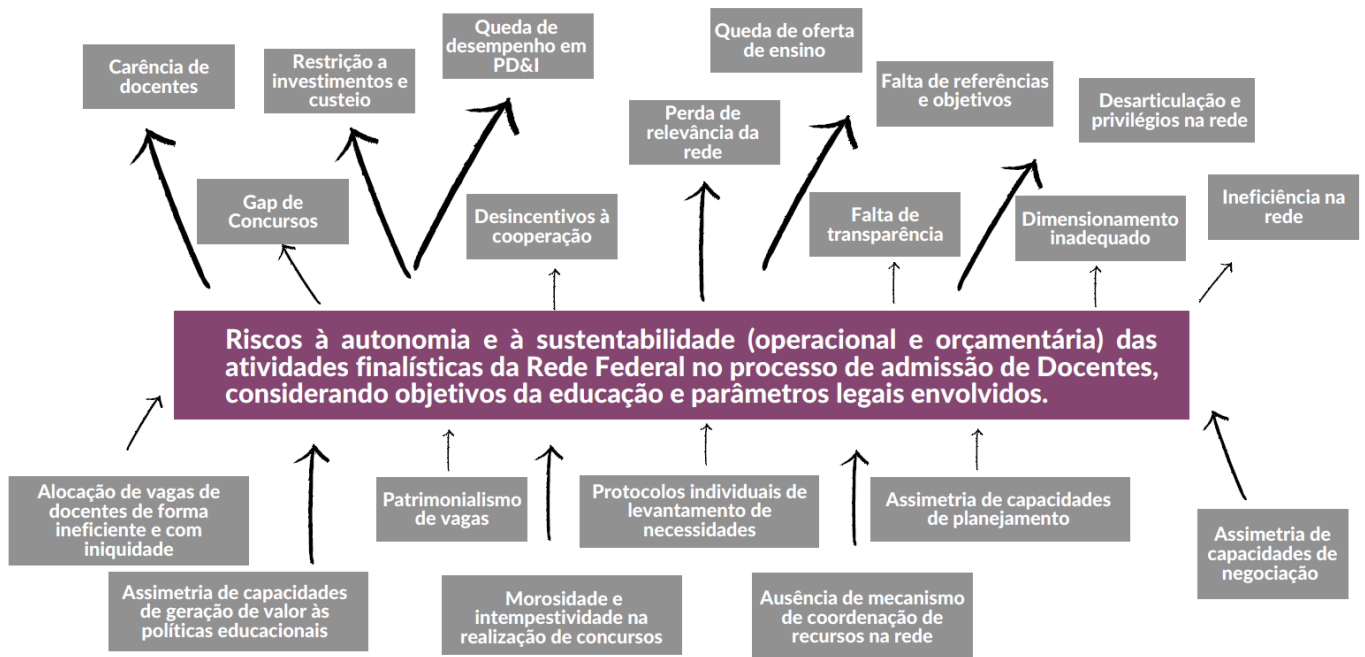 Carência de
docentes
Restrição a
investimentos e
custeio
Queda de
desempenho em
PD&I
Queda de oferta
de ensino
Perda de
relevância da
rede
Falta de referências
e objetivos
Desarticulação e
privilégios na rede
Gap de
Concursos
Desincentivos à
cooperação
Falta de
transparência
Dimensionamento
inadequado
Ineficiência na
rede
Riscos à autonomia e à sustentabilidade (operacional e orçamentária) das
atividades finalísticas da Rede Federal no processo de admissão de Docentes,
considerando objetivos da educação e parâmetros legais envolvidos.
Alocação de vagas de
docentes de forma
ineficiente e com
iniquidade
Patrimonialismo
de vagas
Protocolos individuais de
levantamento de
necessidades
Assimetria de capacidades
de planejamento
Assimetria de
capacidades de
negociação
Assimetria de capacidades
de geração de valor às
políticas educacionais
Morosidade e
intempestividade na
realização de concursos
Ausência de mecanismo
de coordenação de
recursos na rede